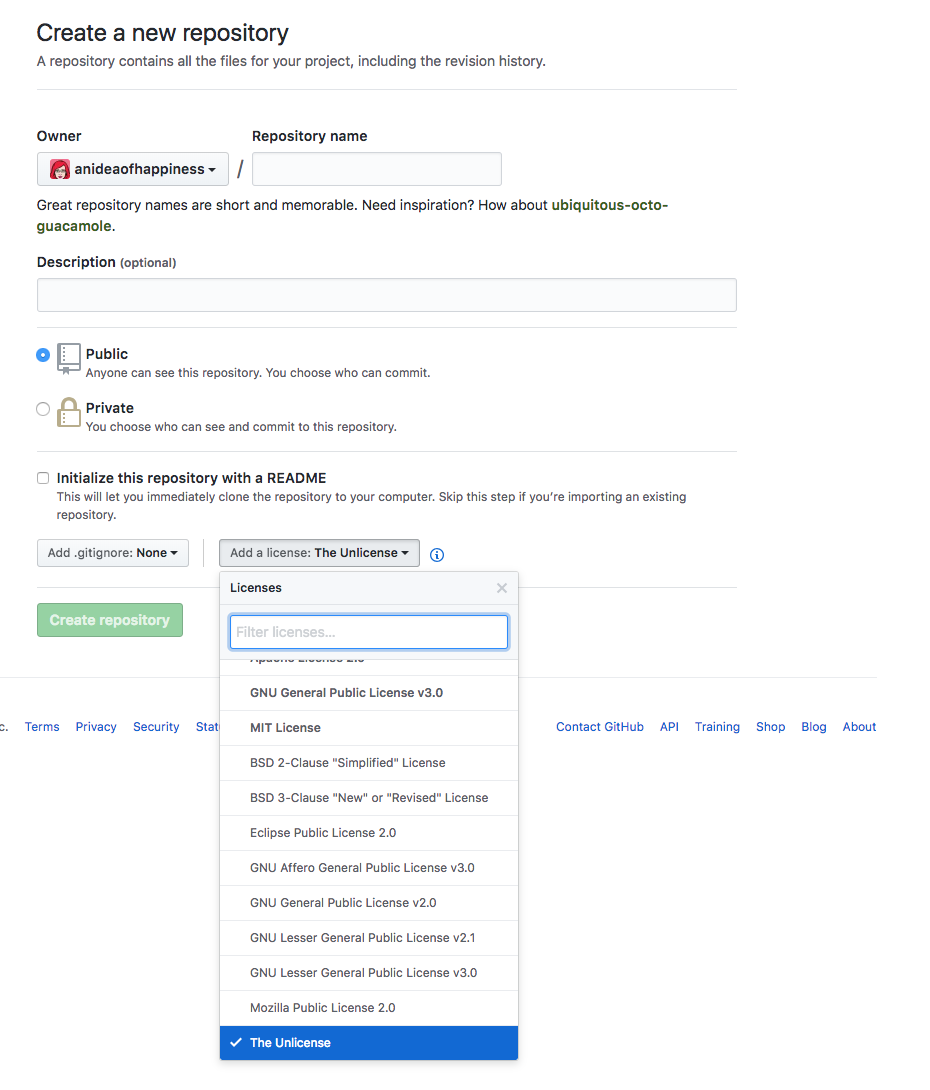 Create a new repository
A repository contains all the files for your project, including the revision history.
Owner
Repository name
anideaofhappiness
/
Great repository names are short and memorable. Need inspiration? How about ubiquitous-octo-
guacamole.
Description (optional)
Public
Anyone can see this repository. You choose who can commit.
Private
You choose who can see and commit to this repository.
Initialize this repository with a README
This will let you immediately clone the repository to your computer. Skip this step if you’re importing an existing
repository.
Add .gitignore: None
Add a license: The Unlicense
Licenses
Create repository
Filter licenses...
Apache License 2.0
GNU General Public License v3.0
c. Terms Privacy Security Stat
Contact GitHub API Training Shop Blog About
MIT License
BSD 2-Clause "Simplified" License
BSD 3-Clause "New" or "Revised" License
Eclipse Public License 2.0
GNU Affero General Public License v3.0
GNU General Public License v2.0
GNU Lesser General Public License v2.1
GNU Lesser General Public License v3.0
Mozilla Public License 2.0
The Unlicense